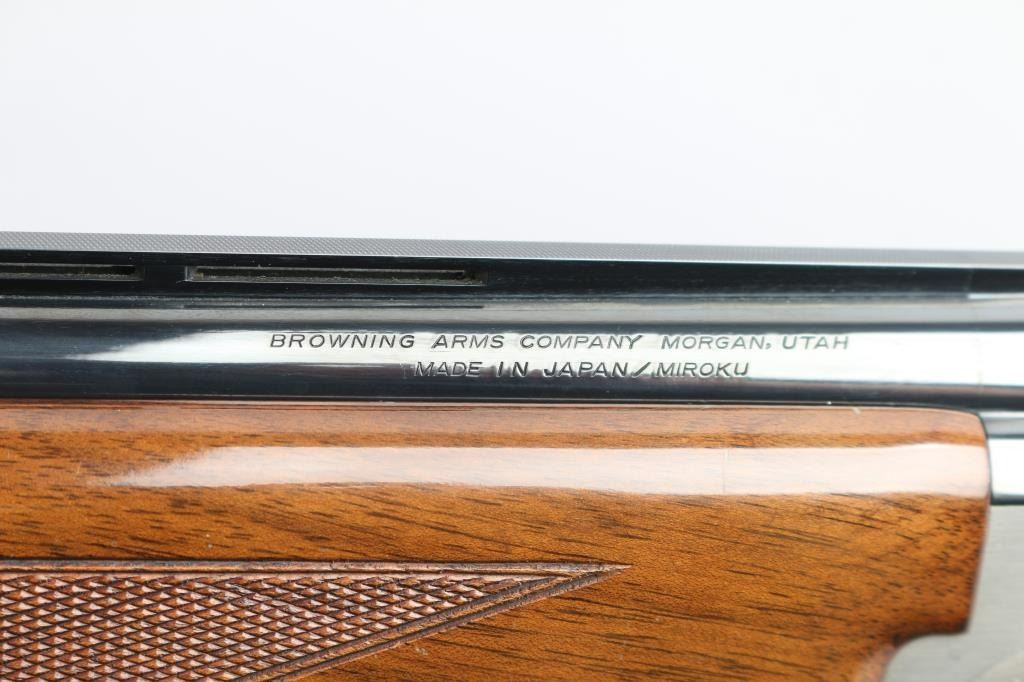 BROWNING ARMS COMPANY MORGAN, UTAH
MADE IN JAPAN/MIROKU